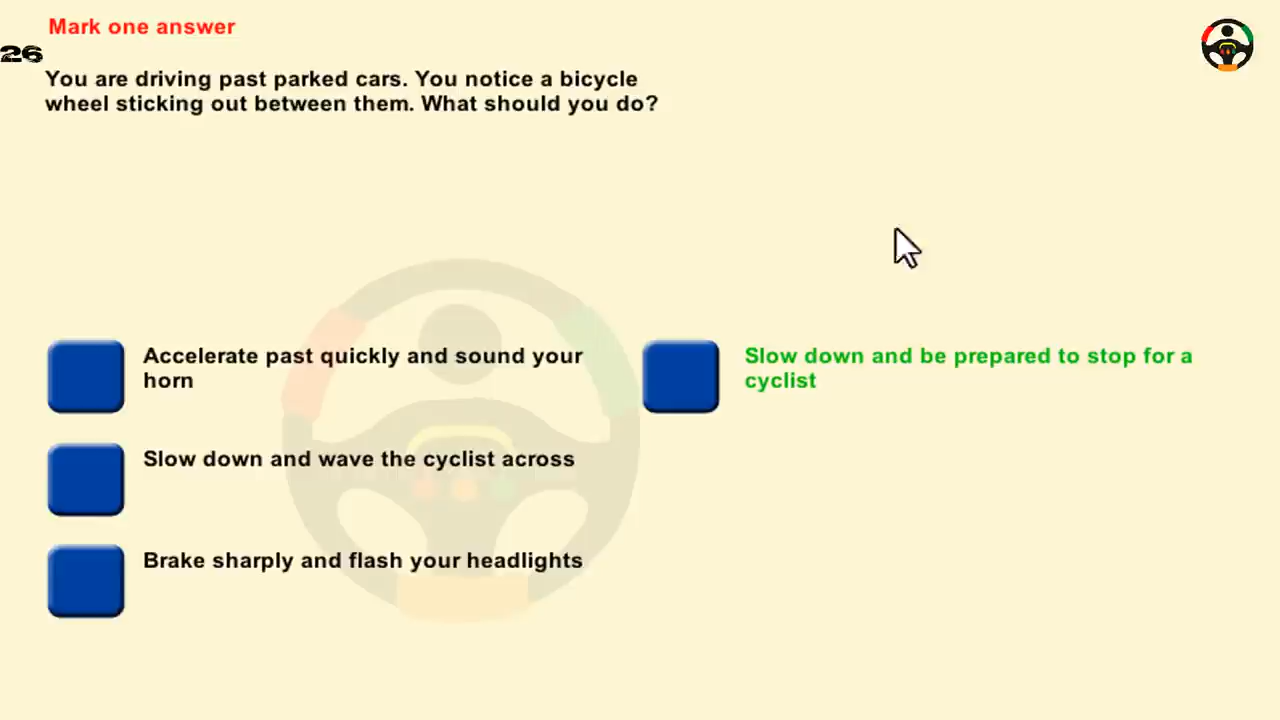 Mark one answer
26
You are driving past parked cars. You notice a bicycle
wheel sticking out between them. What should you do?
Accelerate past quickly and sound your
horn
Slow down and wave the cyclist across
Brake sharply and flash your headlights
Slow down and be prepared to stop for a
cyclist